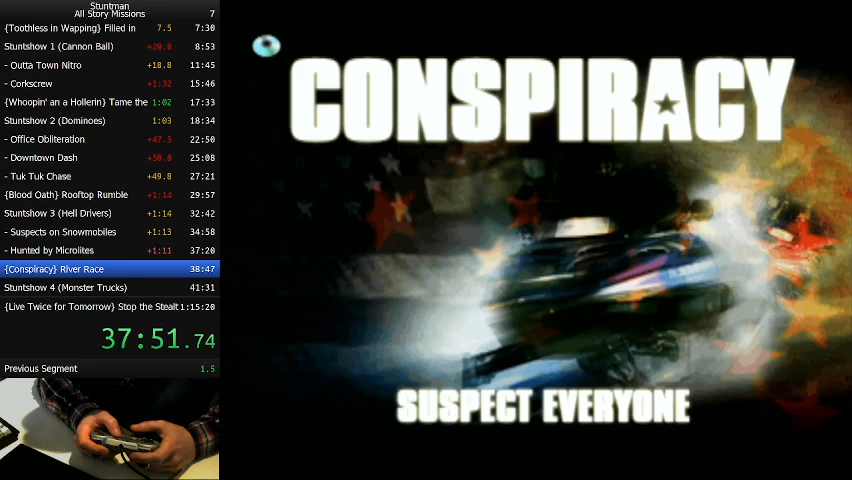 Stuntman
All Story Missions 7
{Toothless in Wapping} Filled in 7.5 7:30
Stuntshow 1 (Cannon Ball) +20.8 8:53
- Outta Town Nitro +18.8 11:45
- Corkscrew +1:32 15:46
{Whoopin' an a Hollerin} Tame the 1:02 17:33
Stuntshow 2 (Dominoes) 1:03 18:34
- Office Obliteration +47.5 22:50
- Downtown Dash +50.0 25:08
- Tuk Tuk Chase +49.8 27:21
{Blood Oath} Rooftop Rumble +1:14 29:57
Stuntshow 3 (Hell Drivers) +1:14 32:42
- Suspects on Snowmobiles +1:13 34:58
- Hunted by Microlites +1:11 37:20
{Conspiracy} River Race 38:47
Stuntshow 4 (Monster Trucks) 41:31
{Live Twice for Tomorrow} Stop the Stealt 1:15:20
37:51.74
Previous Segment 1.5
CONSPIRACY
SUSPECT EVERYONE